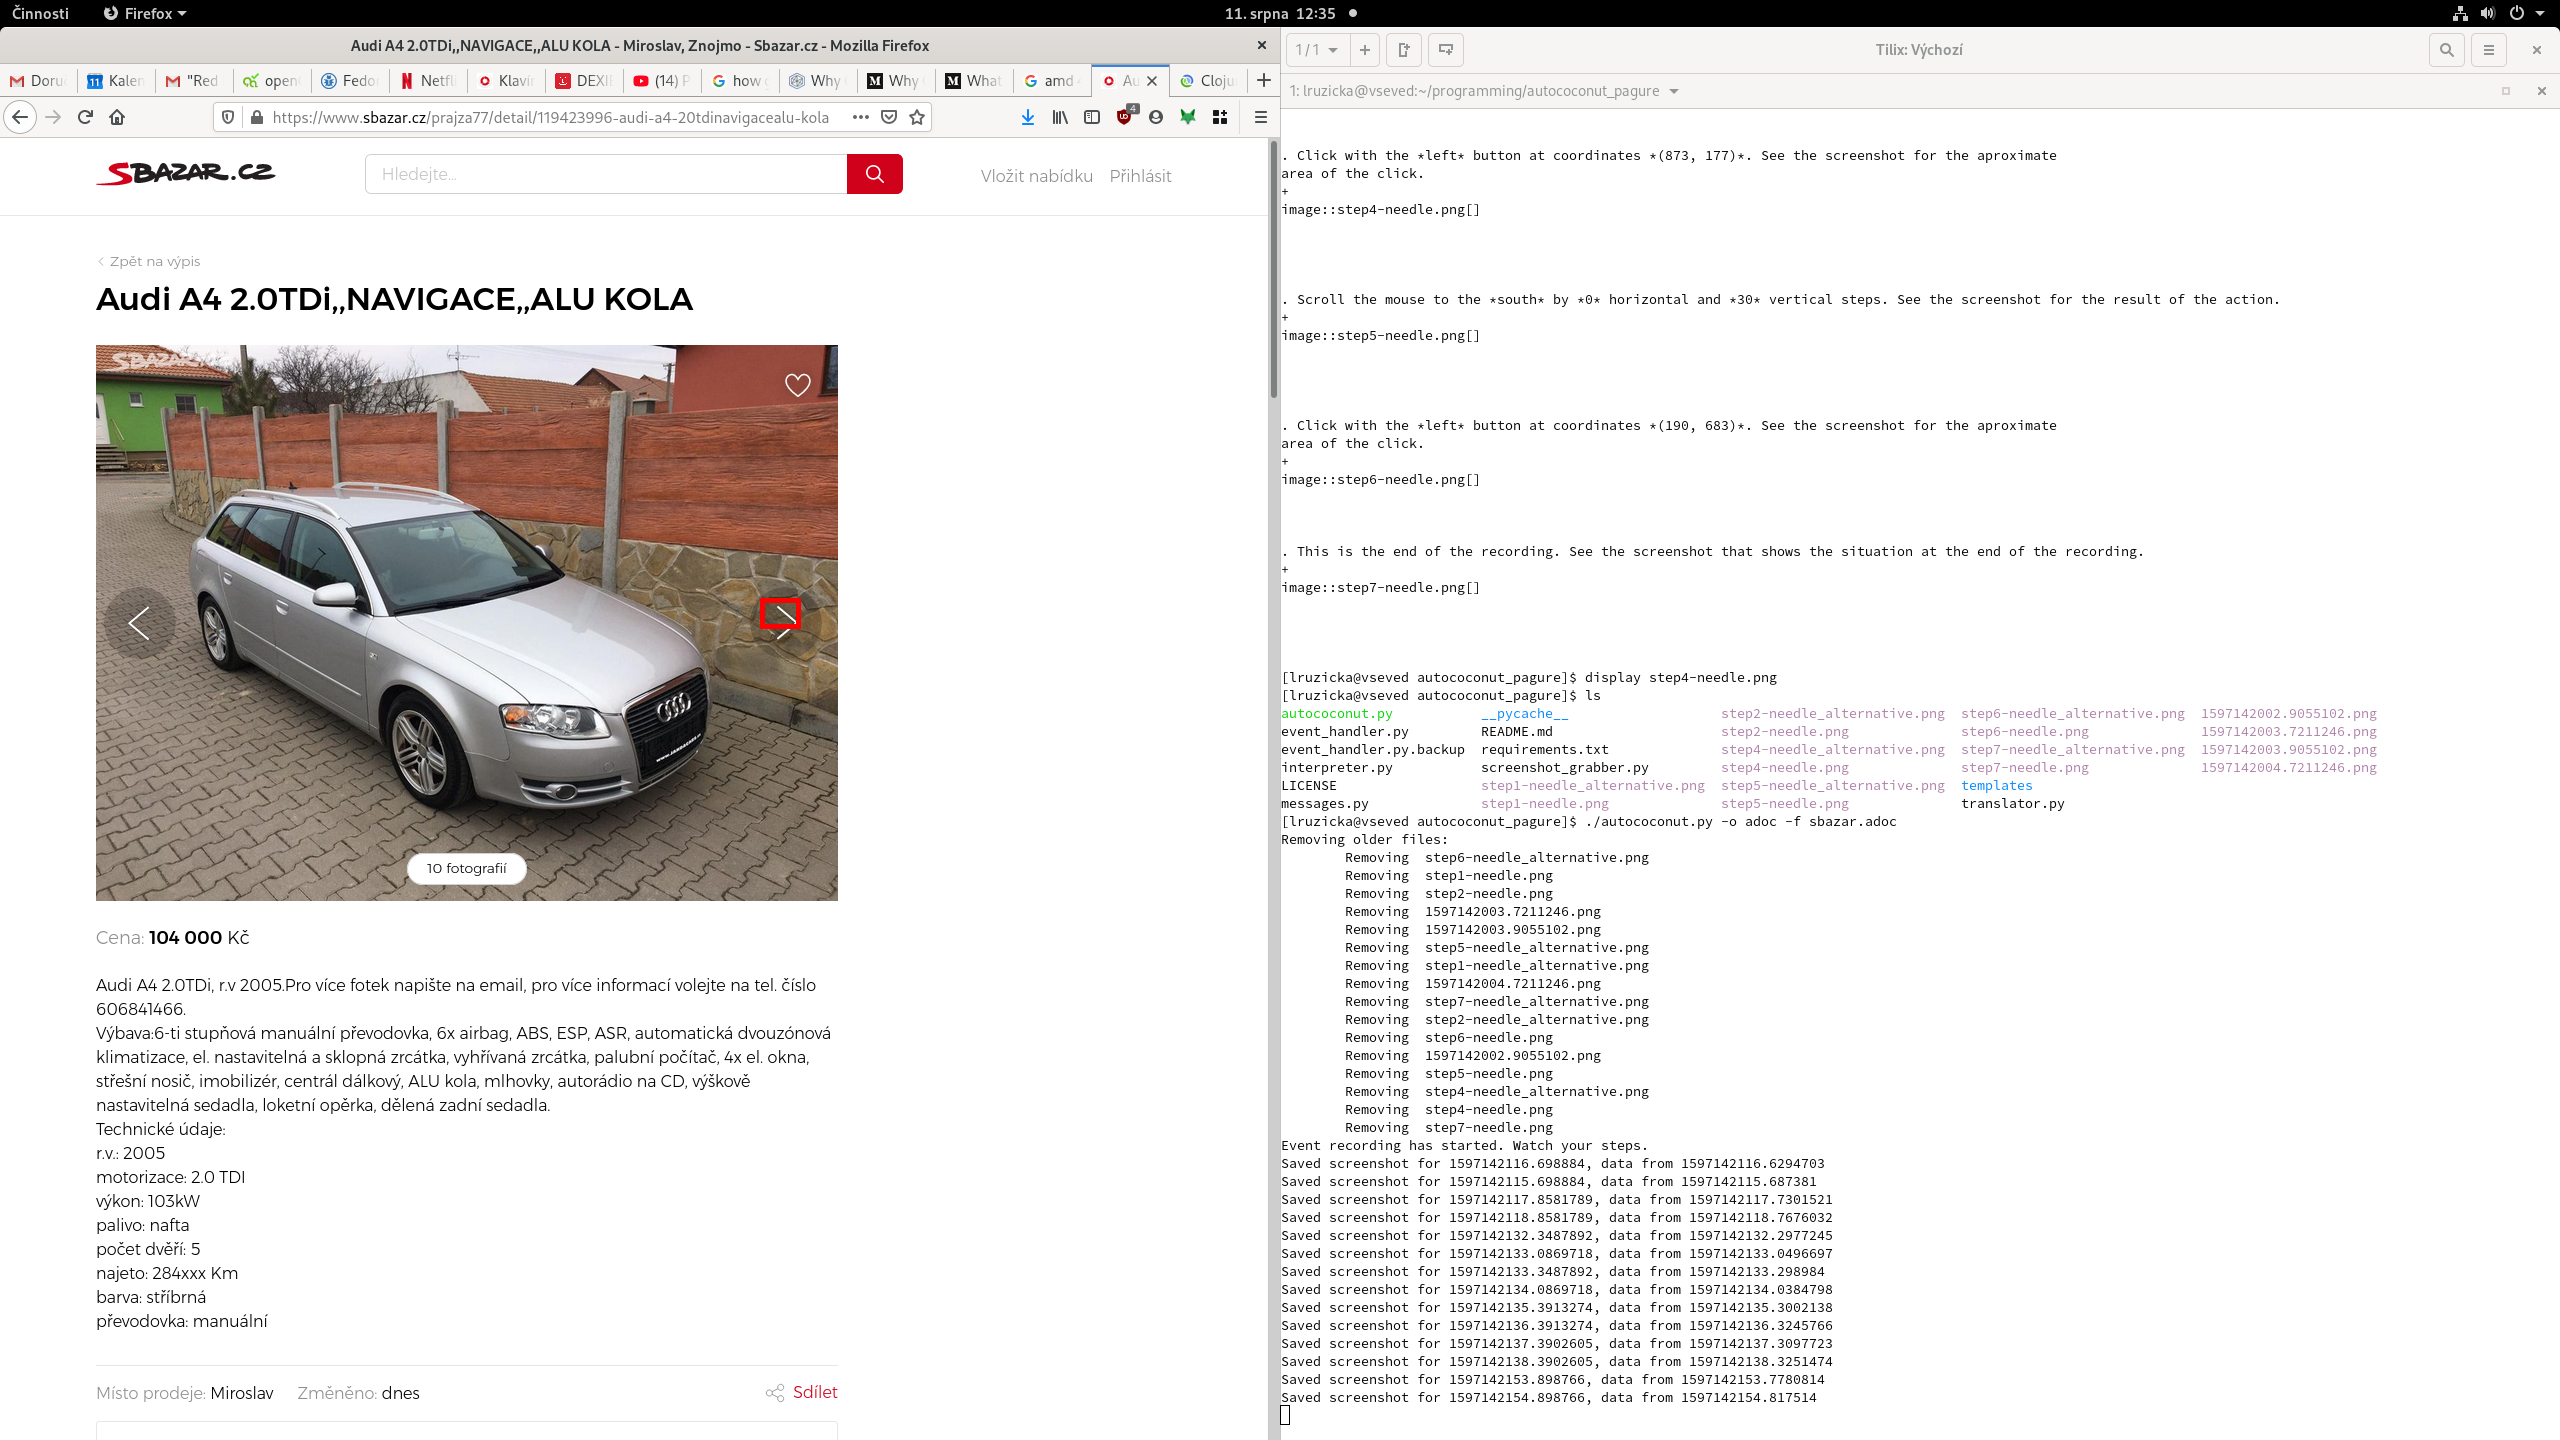 Činnosti
Firefox
11. srpna 12:35
Audi A4 2.0TDi,,NAVIGACE,,ALU KOLA - Miroslav, Znojmo - Sbazar.cz - Mozilla Firefox
Doru
Kalen
"Red
open
Fedo
Netfl
Klavír
DEXI
(14) P
how
Why
Why
What
amd
Au
Cloju
https://www.sbazar.cz/prajza77/detail/119423996-audi-a4-20tdinavigacealu-kola
4
SBAZAR.CZ
Hledejte...
Vložit nabídku
Přihlásit
Zpět na výpis
Audi A4 2.0TDi,,NAVIGACE,,ALU KOLA
SBAZAR.CZ
10 fotografií
Cena: 104 000 Kč
Audi A4 2.0TDi, r.v 2005.Pro více fotek napište na email, pro více informací volejte na tel. číslo
606841466.
Výbava:6-ti stupňová manuální převodovka, 6x airbag, ABS, ESP, ASR, automatická dvouzónová
klimatizace, el. nastavitelná a sklopná zrcátka, vyhřívaná zrcátka, palubní počítač, 4x el. okna,
střešní nosič, imobilizér, centrál dálkový, ALU kola, mlhovky, autorádio na CD, výškově
nastavitelná sedadla, loketní opěrka, dělená zadní sedadla.
Technické údaje:
r.v.: 2005
motorizace: 2.0 TDI
výkon: 103kW
palivo: nafta
počet dvěří: 5
najeto: 284xxx Km
barva: stříbrná
převodovka: manuální
Místo prodeje: Miroslav
Změněno: dnes
Sdílet
1 / 1
Tilix: Výchozí
1: lruzicka@vseved:~/programming/autococonut_pagure
. Click with the *left* button at coordinates *(873, 177)*. See the screenshot for the aproximate
area of the click.
+
image::step4-needle.png[]
. Scroll the mouse to the *south* by *0* horizontal and *30* vertical steps. See the screenshot for the result of the action.
+
image::step5-needle.png[]
. Click with the *left* button at coordinates *(190, 683)*. See the screenshot for the aproximate
area of the click.
+
image::step6-needle.png[]
. This is the end of the recording. See the screenshot that shows the situation at the end of the recording.
+
image::step7-needle.png[]
[lruzicka@vseved autococonut_pagure]$ display step4-needle.png
[lruzicka@vseved autococonut_pagure]$ ls
autococonut.py __pycache__ step2-needle_alternative.png step6-needle_alternative.png 1597142002.9055102.png
event_handler.py README.md step2-needle.png step6-needle.png 1597142003.7211246.png
event_handler.py.backup requirements.txt step4-needle_alternative.png step7-needle_alternative.png 1597142003.9055102.png
interpreter.py screenshot_grabber.py step4-needle.png step7-needle.png 1597142004.7211246.png
LICENSE step1-needle_alternative.png step5-needle_alternative.png templates
messages.py step1-needle.png step5-needle.png translator.py
[lruzicka@vseved autococonut_pagure]$ ./autococonut.py -o adoc -f sbazar.adoc
Removing older files:
Removing step6-needle_alternative.png
Removing step1-needle.png
Removing step2-needle.png
Removing 1597142003.7211246.png
Removing 1597142003.9055102.png
Removing step5-needle_alternative.png
Removing step1-needle_alternative.png
Removing 1597142004.7211246.png
Removing step7-needle_alternative.png
Removing step2-needle_alternative.png
Removing step6-needle.png
Removing 1597142002.9055102.png
Removing step5-needle.png
Removing step4-needle_alternative.png
Removing step4-needle.png
Removing step7-needle.png
Event recording has started. Watch your steps.
Saved screenshot for 1597142116.698884, data from 1597142116.6294703
Saved screenshot for 1597142115.698884, data from 1597142115.687381
Saved screenshot for 1597142117.8581789, data from 1597142117.7301521
Saved screenshot for 1597142118.8581789, data from 1597142118.7676032
Saved screenshot for 1597142132.3487892, data from 1597142132.2977245
Saved screenshot for 1597142133.0869718, data from 1597142133.0496697
Saved screenshot for 1597142133.3487892, data from 1597142133.298984
Saved screenshot for 1597142134.0869718, data from 1597142134.0384798
Saved screenshot for 1597142135.3913274, data from 1597142135.3002138
Saved screenshot for 1597142136.3913274, data from 1597142136.3245766
Saved screenshot for 1597142137.3902605, data from 1597142137.3097723
Saved screenshot for 1597142138.3902605, data from 1597142138.3251474
Saved screenshot for 1597142153.898766, data from 1597142153.7780814
Saved screenshot for 1597142154.898766, data from 1597142154.817514